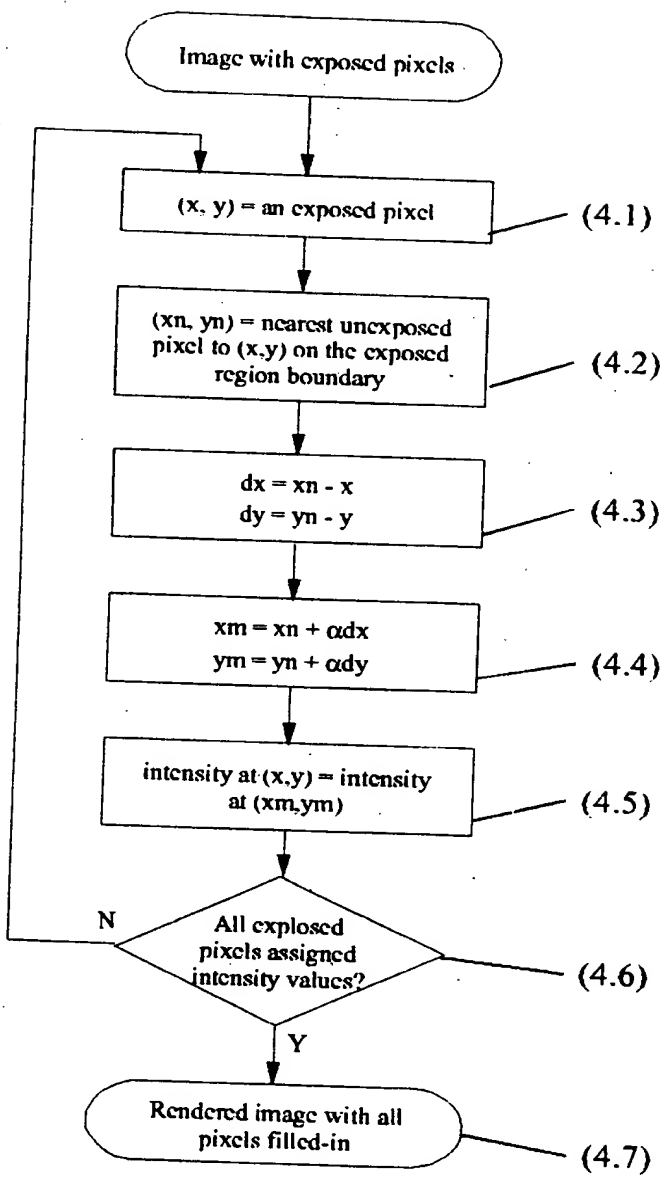 Image with exposed pixels
(x, y) = an exposed pixel
(4.1)
(xn, yn) = nearest unexposed
pixel to (x,y) on the exposed
region boundary
(4.2)
dx = xn - x
dy = yn - y
(4.3)
xm = xn + αdx
ym = yn + αdy
(4.4)
intensity at (x,y) = intensity
at (xm,ym)
(4.5)
N
All explosed
pixels assigned
intensity values?
(4.6)
Y
Rendered image with all
pixels filled-in
(4.7)